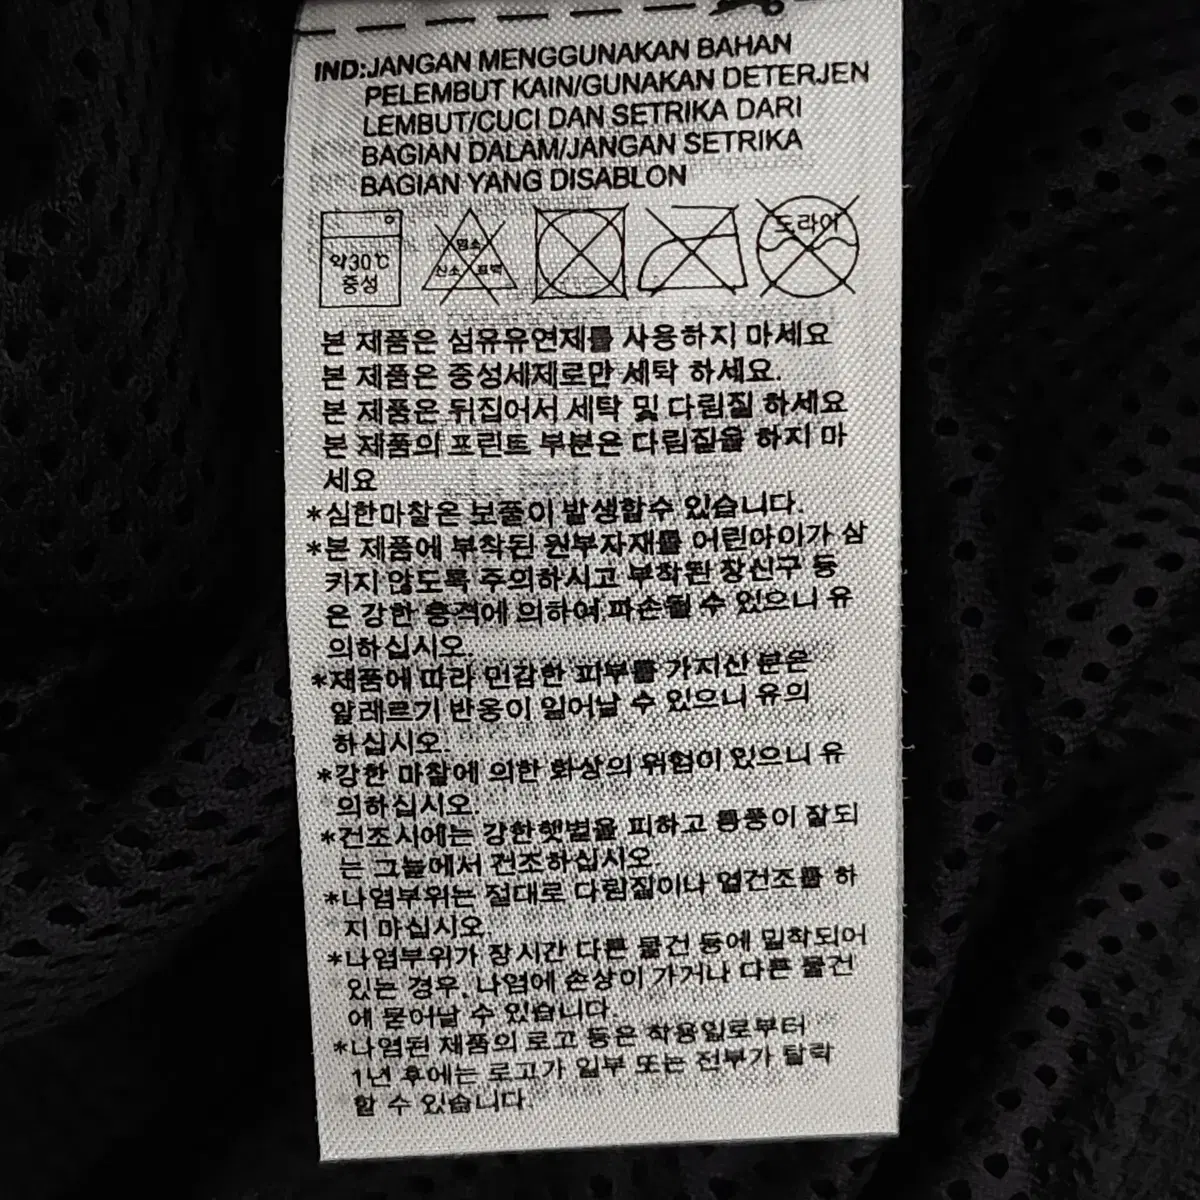 IND:JANGAN MENGGUNAKAN BAHAN
PELEMBUT KAIN/GUNAKAN DETERJEN
LEMBUT/CUCI DAN SETRIKA DARI
BAGIAN DALAM/JANGAN SETRIKA
BAGIAN YANG DISABLON
약30℃ 중성
염소 산소 표백
드라이
본 제품은 섬유유연제를 사용하지 마세요
본 제품은 중성세제로만 세탁 하세요.
본 제품은 뒤집어서 세탁 및 다림질 하세요
본 제품의 프린트 부분은 다림질을 하지 마
세요
*심한마찰은 보풀이 발생할수 있습니다.
*본 제품에 부착된 원부자재를 어린아이가 삼
키지 않도록 주의하시고 부착된 장신구 등
은 강한 충격에 의하여 파손될 수 있으니 유
의하십시오.
*제품에 따라 민감한 피부를 가지신 분은
알레르기 반응이 일어날 수 있으니 유의
하십시오.
*강한 마찰에 의한 화상의 위험이 있으니 유
의하십시오.
*건조시에는 강한햇볕을 피하고 통풍이 잘되
는 그늘에서 건조하십시오.
*나염부위는 절대로 다림질이나 열건조를 하
지 마십시오.
*나염부위가 장시간 다른 물건 등에 밀착되어
있는 경우, 나염에 손상이 가거나 다른 물건
에 묻어날 수 있습니다.
*나염된 제품의 로고 등은 착용일로부터
1년 후에는 로고가 일부 또는 전부가 탈락
할 수 있습니다.